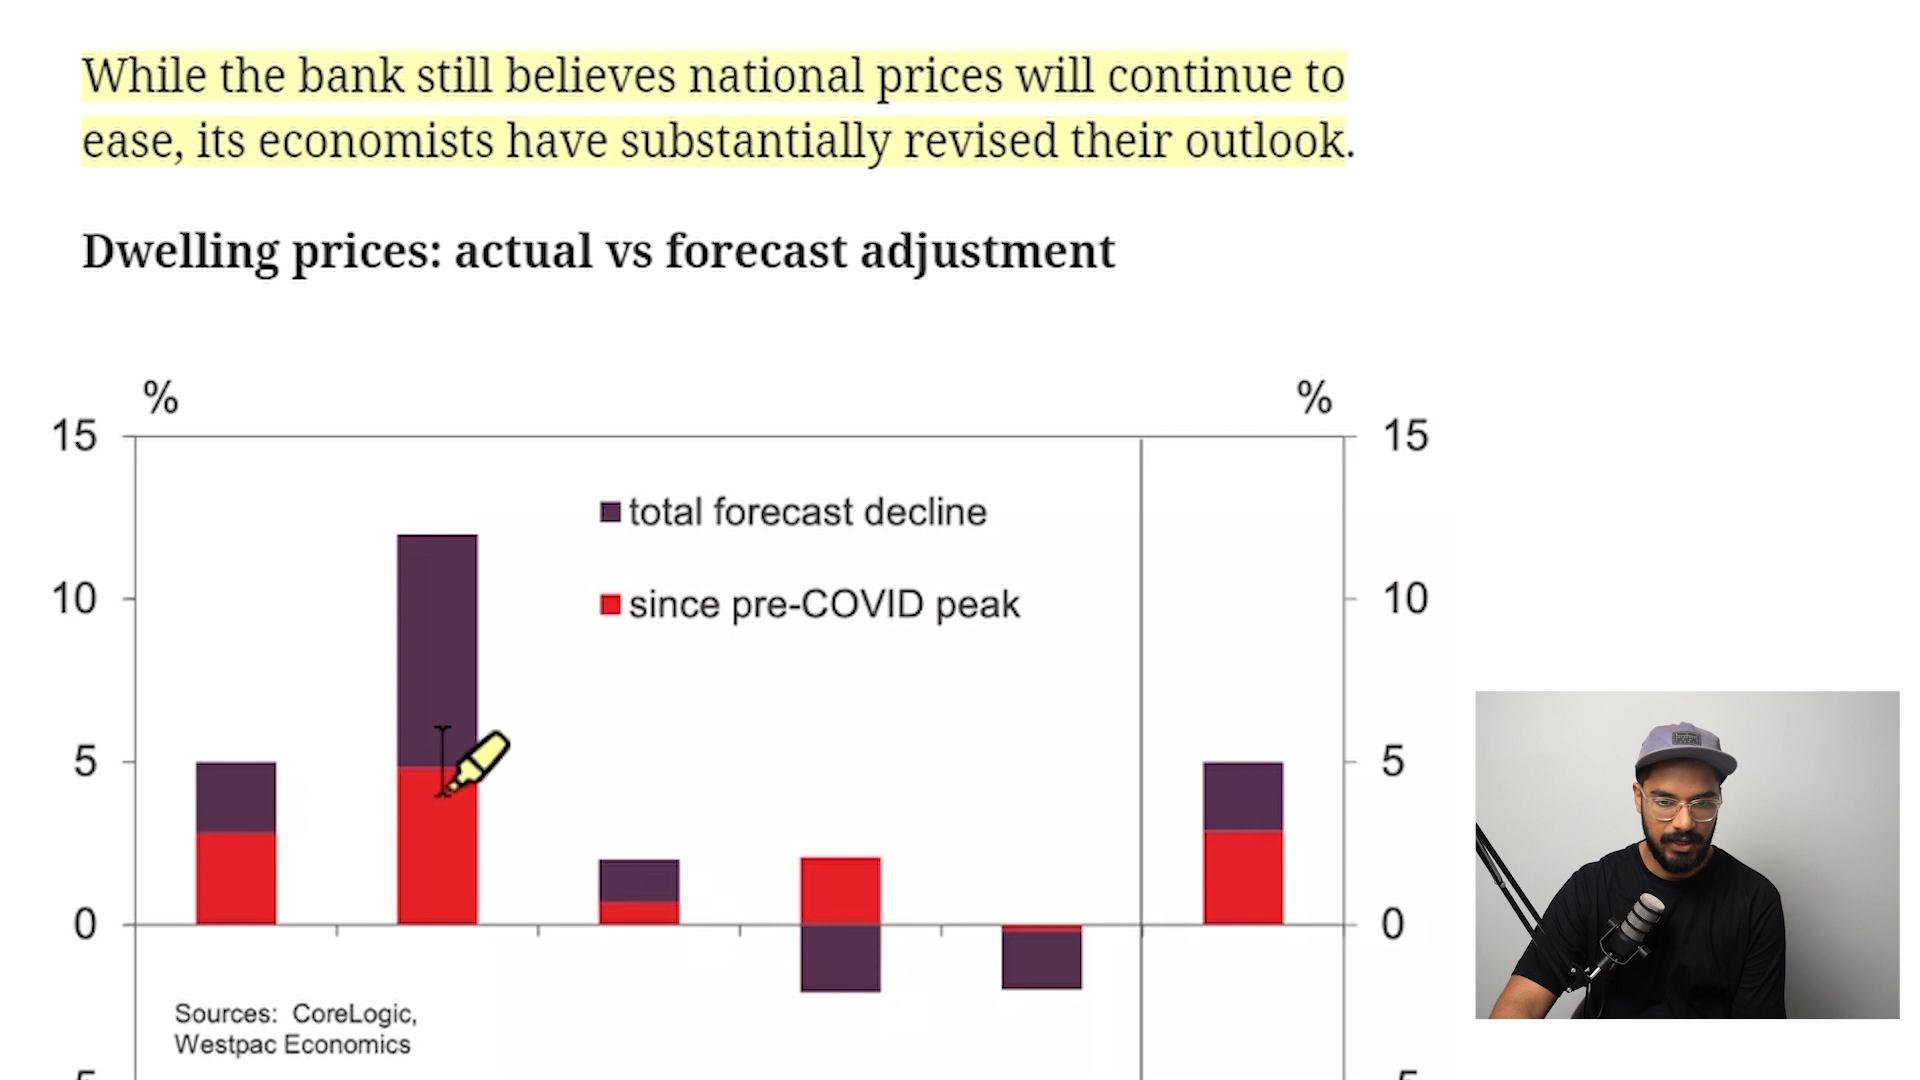 While the bank still believes national prices will continue to
ease, its economists have substantially revised their outlook.
Dwelling prices: actual vs forecast adjustment
% %
15 15
total forecast decline
10 10
since pre-COVID peak
5 5
0 0
Sources: CoreLogic,
Westpac Economics